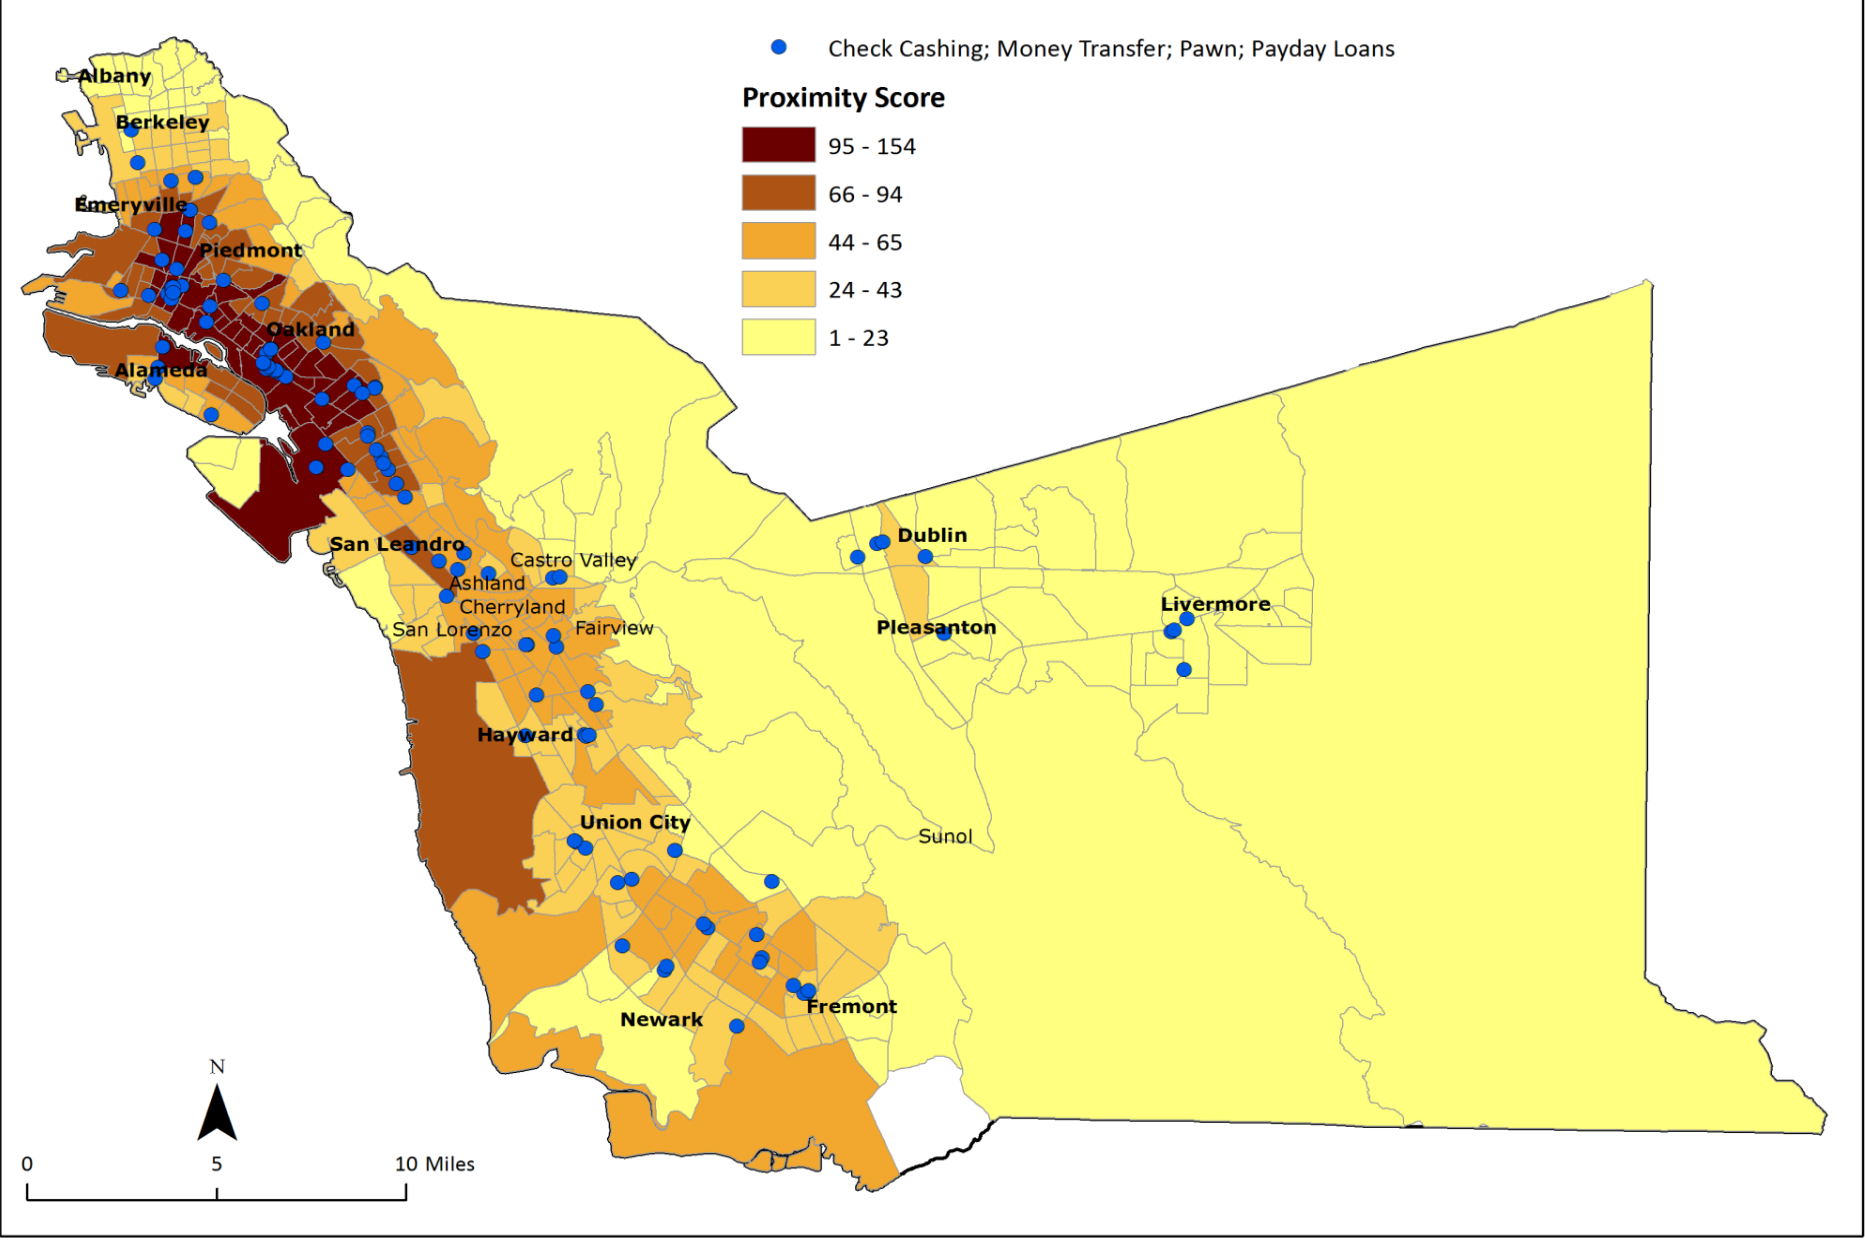 Check Cashing; Money Transfer; Pawn; Payday Loans
Proximity Score
95 - 154
66 - 94
44 - 65
24 - 43
1 - 23
Albany
Berkeley
Emeryville
Piedmont
Oakland
Alameda
San Leandro
Castro Valley
Ashland
Cherryland
San Lorenzo
Fairview
Dublin
Livermore
Pleasanton
Hayward
Union City
Sunol
Fremont
Newark
N
0 5 10 Miles